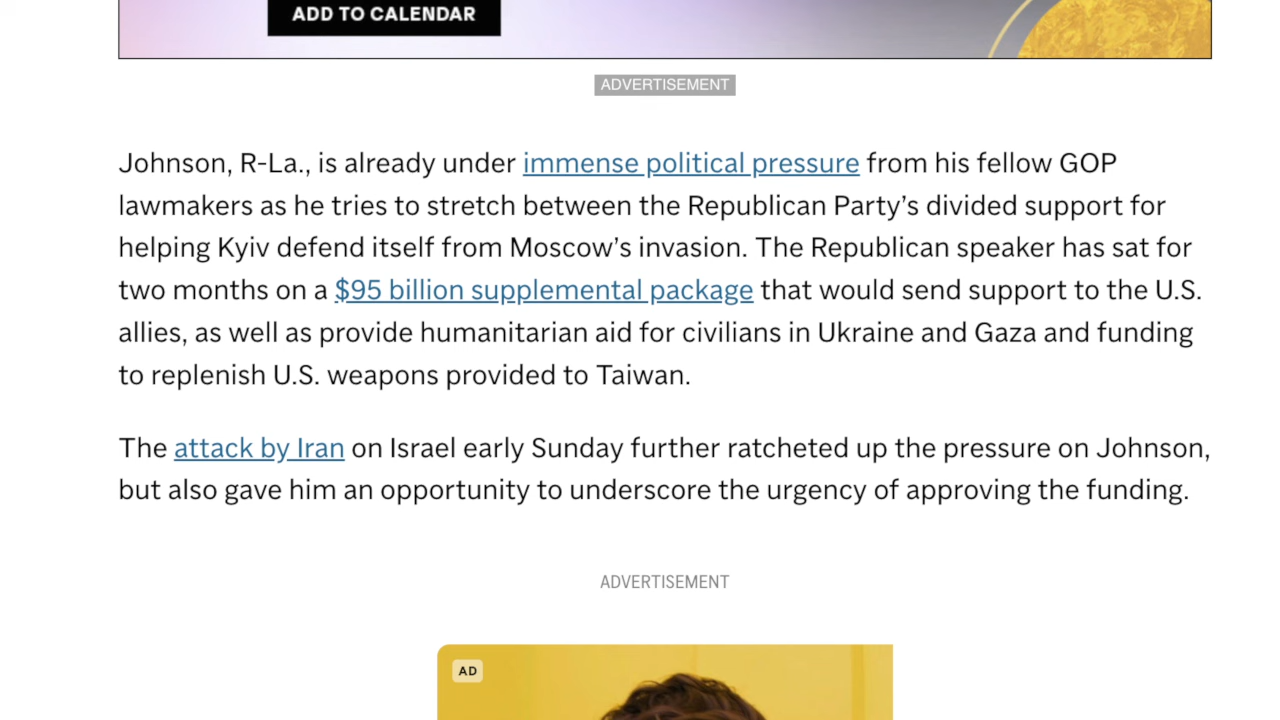 ADD TO CALENDAR
ADVERTISEMENT
Johnson, R-La., is already under immense political pressure from his fellow GOP
lawmakers as he tries to stretch between the Republican Party’s divided support for
helping Kyiv defend itself from Moscow’s invasion. The Republican speaker has sat for
two months on a $95 billion supplemental package that would send support to the U.S.
allies, as well as provide humanitarian aid for civilians in Ukraine and Gaza and funding
to replenish U.S. weapons provided to Taiwan.
The attack by Iran on Israel early Sunday further ratcheted up the pressure on Johnson,
but also gave him an opportunity to underscore the urgency of approving the funding.
ADVERTISEMENT
AD